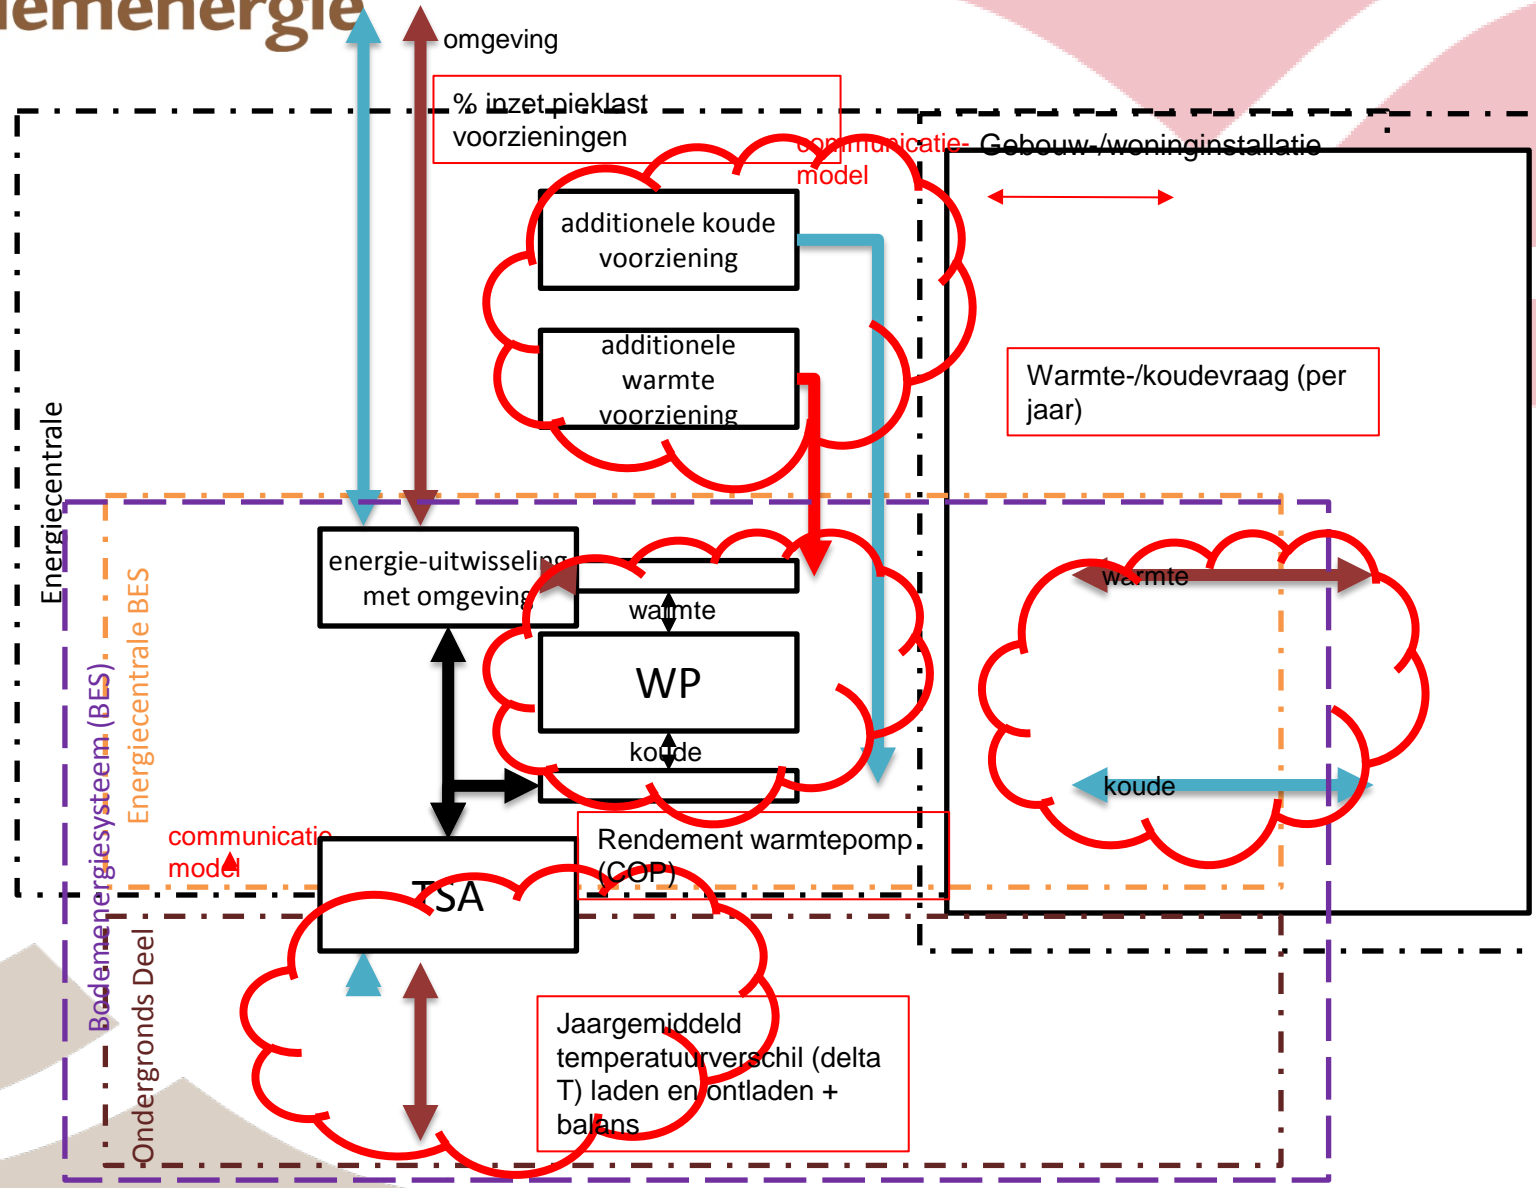 demenergie
omgeving
% inzet pieklast
voorzieningen
communicatie-
model
Gebouw-/woninginstallatie
additionele koude
voorziening
additionele
warmte
voorziening
Warmte-/koudevraag (per
jaar)
Energiecentrale
energie-uitwisseling
met omgeving
warmte
WP
koude
warmte
koude
Energiecentrale BES
Bodemenergiesysteem (BES)
communicatie
model
TSA
Rendement warmtepomp
(COP)
Ondergronds Deel
Jaargemiddeld
temperatuurverschil (delta
T) laden en ontladen +
balans